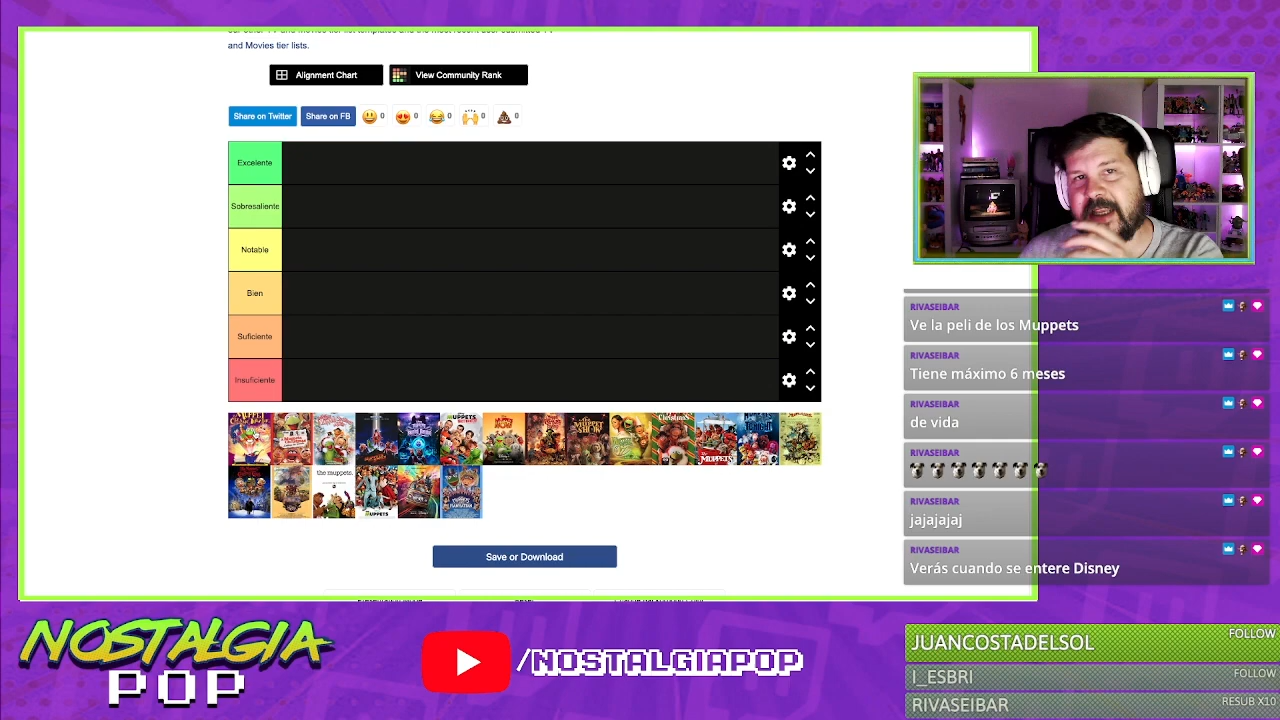 and Movies tier lists.
Alignment Chart
View Community Rank
Share on Twitter
Share on FB
0
0
0
0
0
Excelente
Sobresaliente
Notable
Bien
Suficiente
Insuficiente
the muppets.
Save or Download
RIVASEIBAR
Ve la peli de los Muppets
RIVASEIBAR
Tiene máximo 6 meses
RIVASEIBAR
de vida
RIVASEIBAR
RIVASEIBAR
jajajajaj
RIVASEIBAR
Verás cuando se entere Disney
NOSTALGIA
POP
/NOSTALGIAPOP
JUANCOSTADELSOL
FOLLOW
I_ESBRI
FOLLOW
RIVASEIBAR
RESUB X10